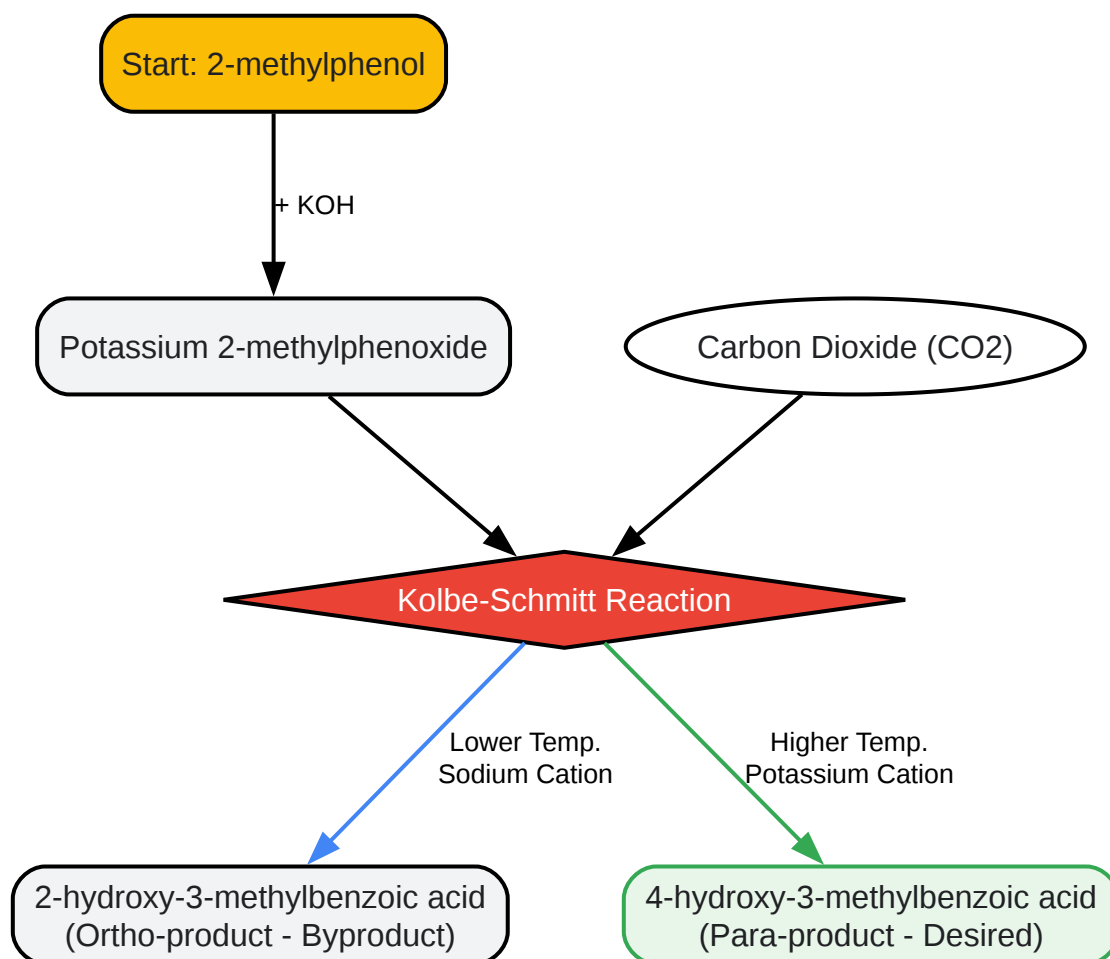 Start: 2-methylphenol
+ KOH
Potassium 2-methylphenoxide
Carbon Dioxide (CO2)
Kolbe-Schmitt Reaction
Lower Temp.
Sodium Cation
Higher Temp.
Potassium Cation
2-hydroxy-3-methylbenzoic acid
(Ortho-product - Byproduct)
4-hydroxy-3-methylbenzoic acid
(Para-product - Desired)